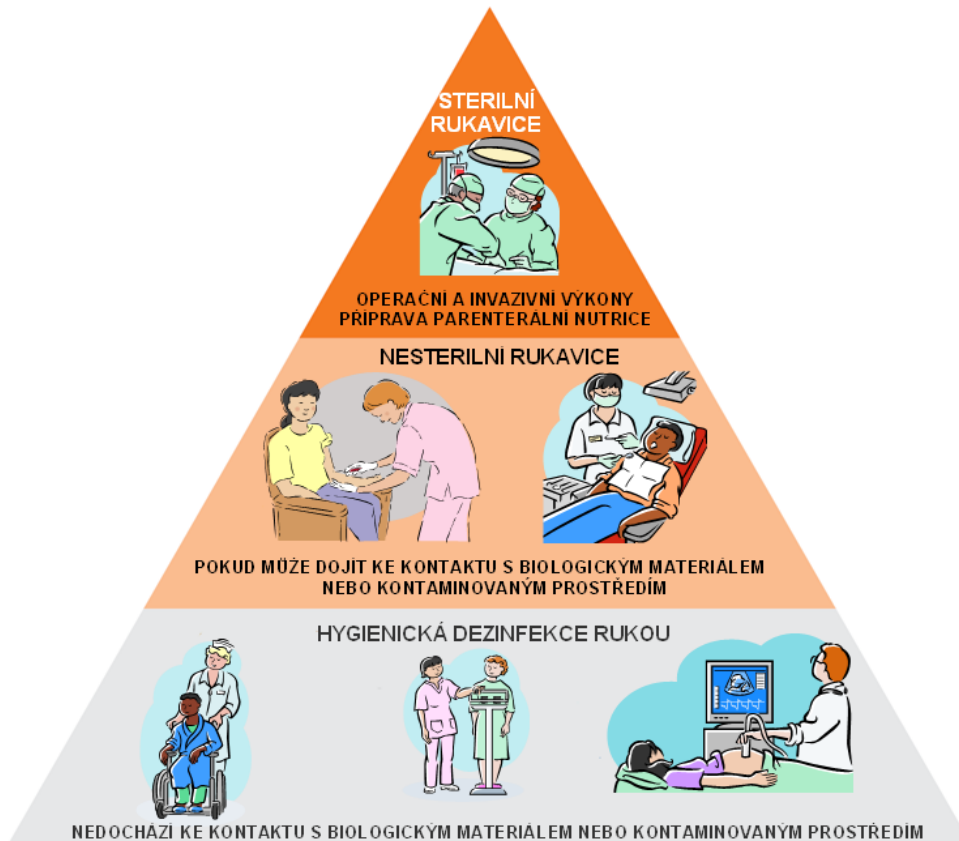 STERILNÍ
RUKAVICE
OPERAČNÍ A INVAZIVNÍ VÝKONY
PŘÍPRAVA PARENTERÁLNÍ NUTRICE
NESTERILNÍ RUKAVICE
POKUD MŮŽE DOJÍT KE KONTAKTU S BIOLOGICKÝM MATERIÁLEM
NEBO KONTAMINOVANÝM PROSTŘEDÍM
HYGIENICKÁ DEZINFEKCE RUKOU
NEDOCHÁZÍ KE KONTAKTU S BIOLOGICKÝM MATERIÁLEM NEBO KONTAMINOVANÝM PROSTŘEDÍM